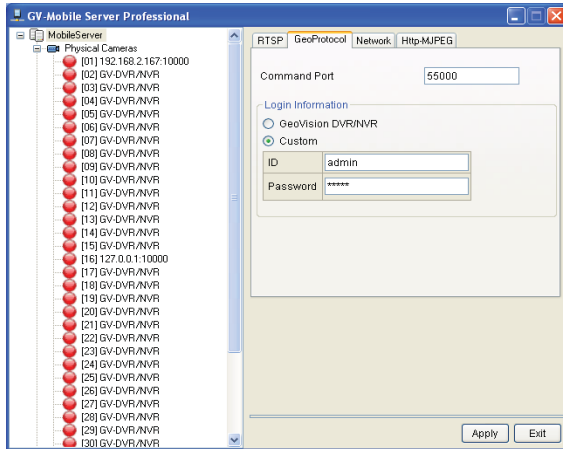 GV-Mobile Server Professional
MobileServer
Physical Cameras
[01] 192.168.2.167:10000
[02] GV-DVR/NVR
[03] GV-DVR/NVR
[04] GV-DVR/NVR
[05] GV-DVR/NVR
[06] GV-DVR/NVR
[07] GV-DVR/NVR
[08] GV-DVR/NVR
[09] GV-DVR/NVR
[10] GV-DVR/NVR
[11] GV-DVR/NVR
[12] GV-DVR/NVR
[13] GV-DVR/NVR
[14] GV-DVR/NVR
[15] GV-DVR/NVR
[16] 127.0.0.1:10000
[17] GV-DVR/NVR
[18] GV-DVR/NVR
[19] GV-DVR/NVR
[20] GV-DVR/NVR
[21] GV-DVR/NVR
[22] GV-DVR/NVR
[23] GV-DVR/NVR
[24] GV-DVR/NVR
[25] GV-DVR/NVR
[26] GV-DVR/NVR
[27] GV-DVR/NVR
[28] GV-DVR/NVR
[29] GV-DVR/NVR
[30] GV-DVR/NVR
RTSP GeoProtocol Network Http-MJPEG
Command Port 55000
Login Information
GeoVision DVR/NVR
Custom
ID admin
Password *****
Apply Exit